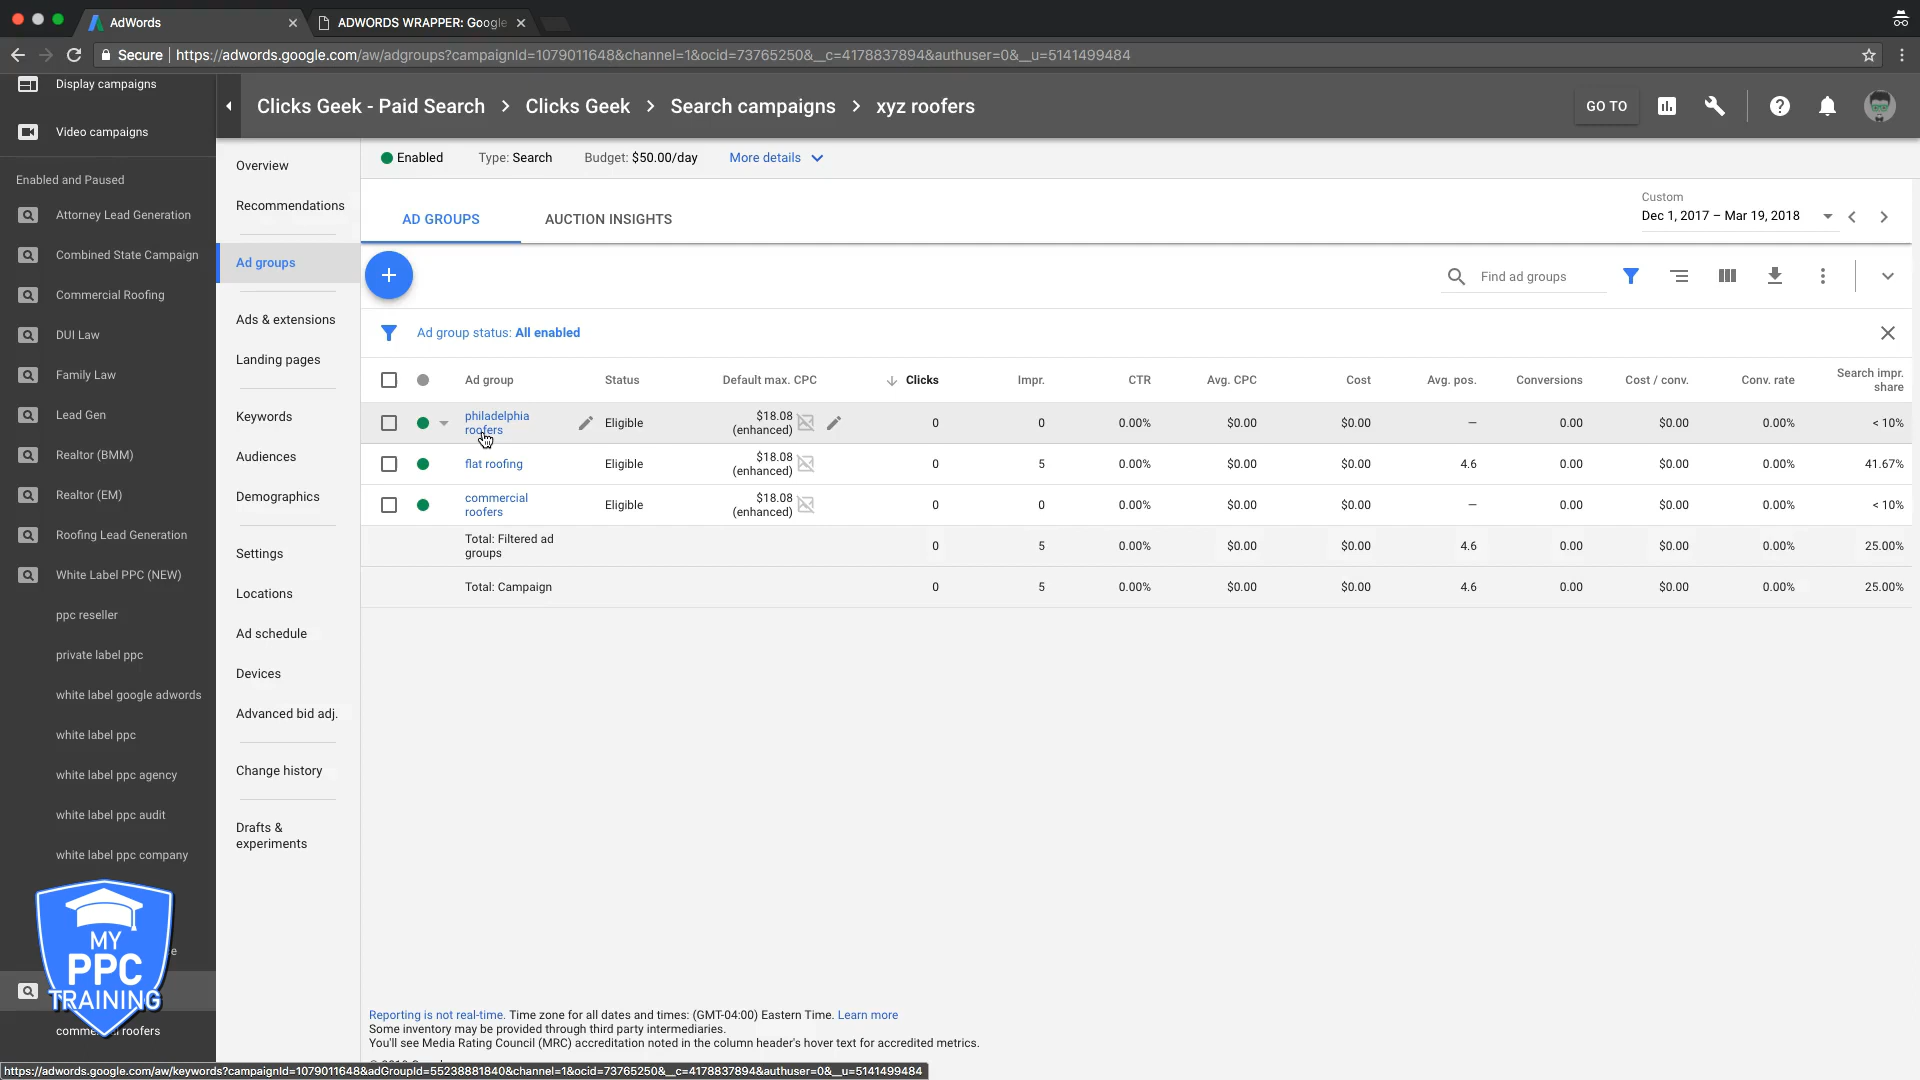 AdWords
ADWORDS WRAPPER: Google
Secure
https://adwords.google.com/aw/adgroups?campaignId=1079011648&channel=1&ocid=73765250&__c=4178837894&authuser=0&__u=5141499484
Display campaigns
Video campaigns
Enabled and Paused
Attorney Lead Generation
Combined State Campaign
Commercial Roofing
DUI Law
Family Law
Lead Gen
Realtor (BMM)
Realtor (EM)
Roofing Lead Generation
White Label PPC (NEW)
ppc reseller
private label ppc
white label google adwords
white label ppc
white label ppc agency
white label ppc audit
white label ppc company
MY
PPC
TRAINING
roofers
Clicks Geek - Paid Search > Clicks Geek > Search campaigns > xyz roofers
GO TO
Overview
Recommendations
Ad groups
Ads & extensions
Landing pages
Keywords
Audiences
Demographics
Settings
Locations
Ad schedule
Devices
Advanced bid adj.
Change history
Drafts &
experiments
Enabled Type: Search Budget: $50.00/day More details
AD GROUPS AUCTION INSIGHTS
Custom
Dec 1, 2017 – Mar 19, 2018
Find ad groups
Ad group status: All enabled
Ad group Status Default max. CPC Clicks Impr. CTR Avg. CPC Cost Avg. pos. Conversions Cost / conv. Conv. rate Search impr.
share
philadelphia
roofers
Eligible
$18.08
(enhanced)
0 0 0.00% $0.00 $0.00 — 0.00 $0.00 0.00% < 10%
flat roofing
Eligible
$18.08
(enhanced)
0 5 0.00% $0.00 $0.00 4.6 0.00 $0.00 0.00% 41.67%
commercial
roofers
Eligible
$18.08
(enhanced)
0 0 0.00% $0.00 $0.00 — 0.00 $0.00 0.00% < 10%
Total: Filtered ad
groups
0 5 0.00% $0.00 $0.00 4.6 0.00 $0.00 0.00% 25.00%
Total: Campaign 0 5 0.00% $0.00 $0.00 4.6 0.00 $0.00 0.00% 25.00%
Reporting is not real-time. Time zone for all dates and times: (GMT-04:00) Eastern Time. Learn more
Some inventory may be provided through third party intermediaries.
You'll see Media Rating Council (MRC) accreditation noted in the column header's hover text for accredited metrics.
https://adwords.google.com/aw/keywords?campaignId=1079011648&adGroupId=55238881840&channel=1&ocid=73765250&__c=4178837894&authuser=0&__u=5141499484